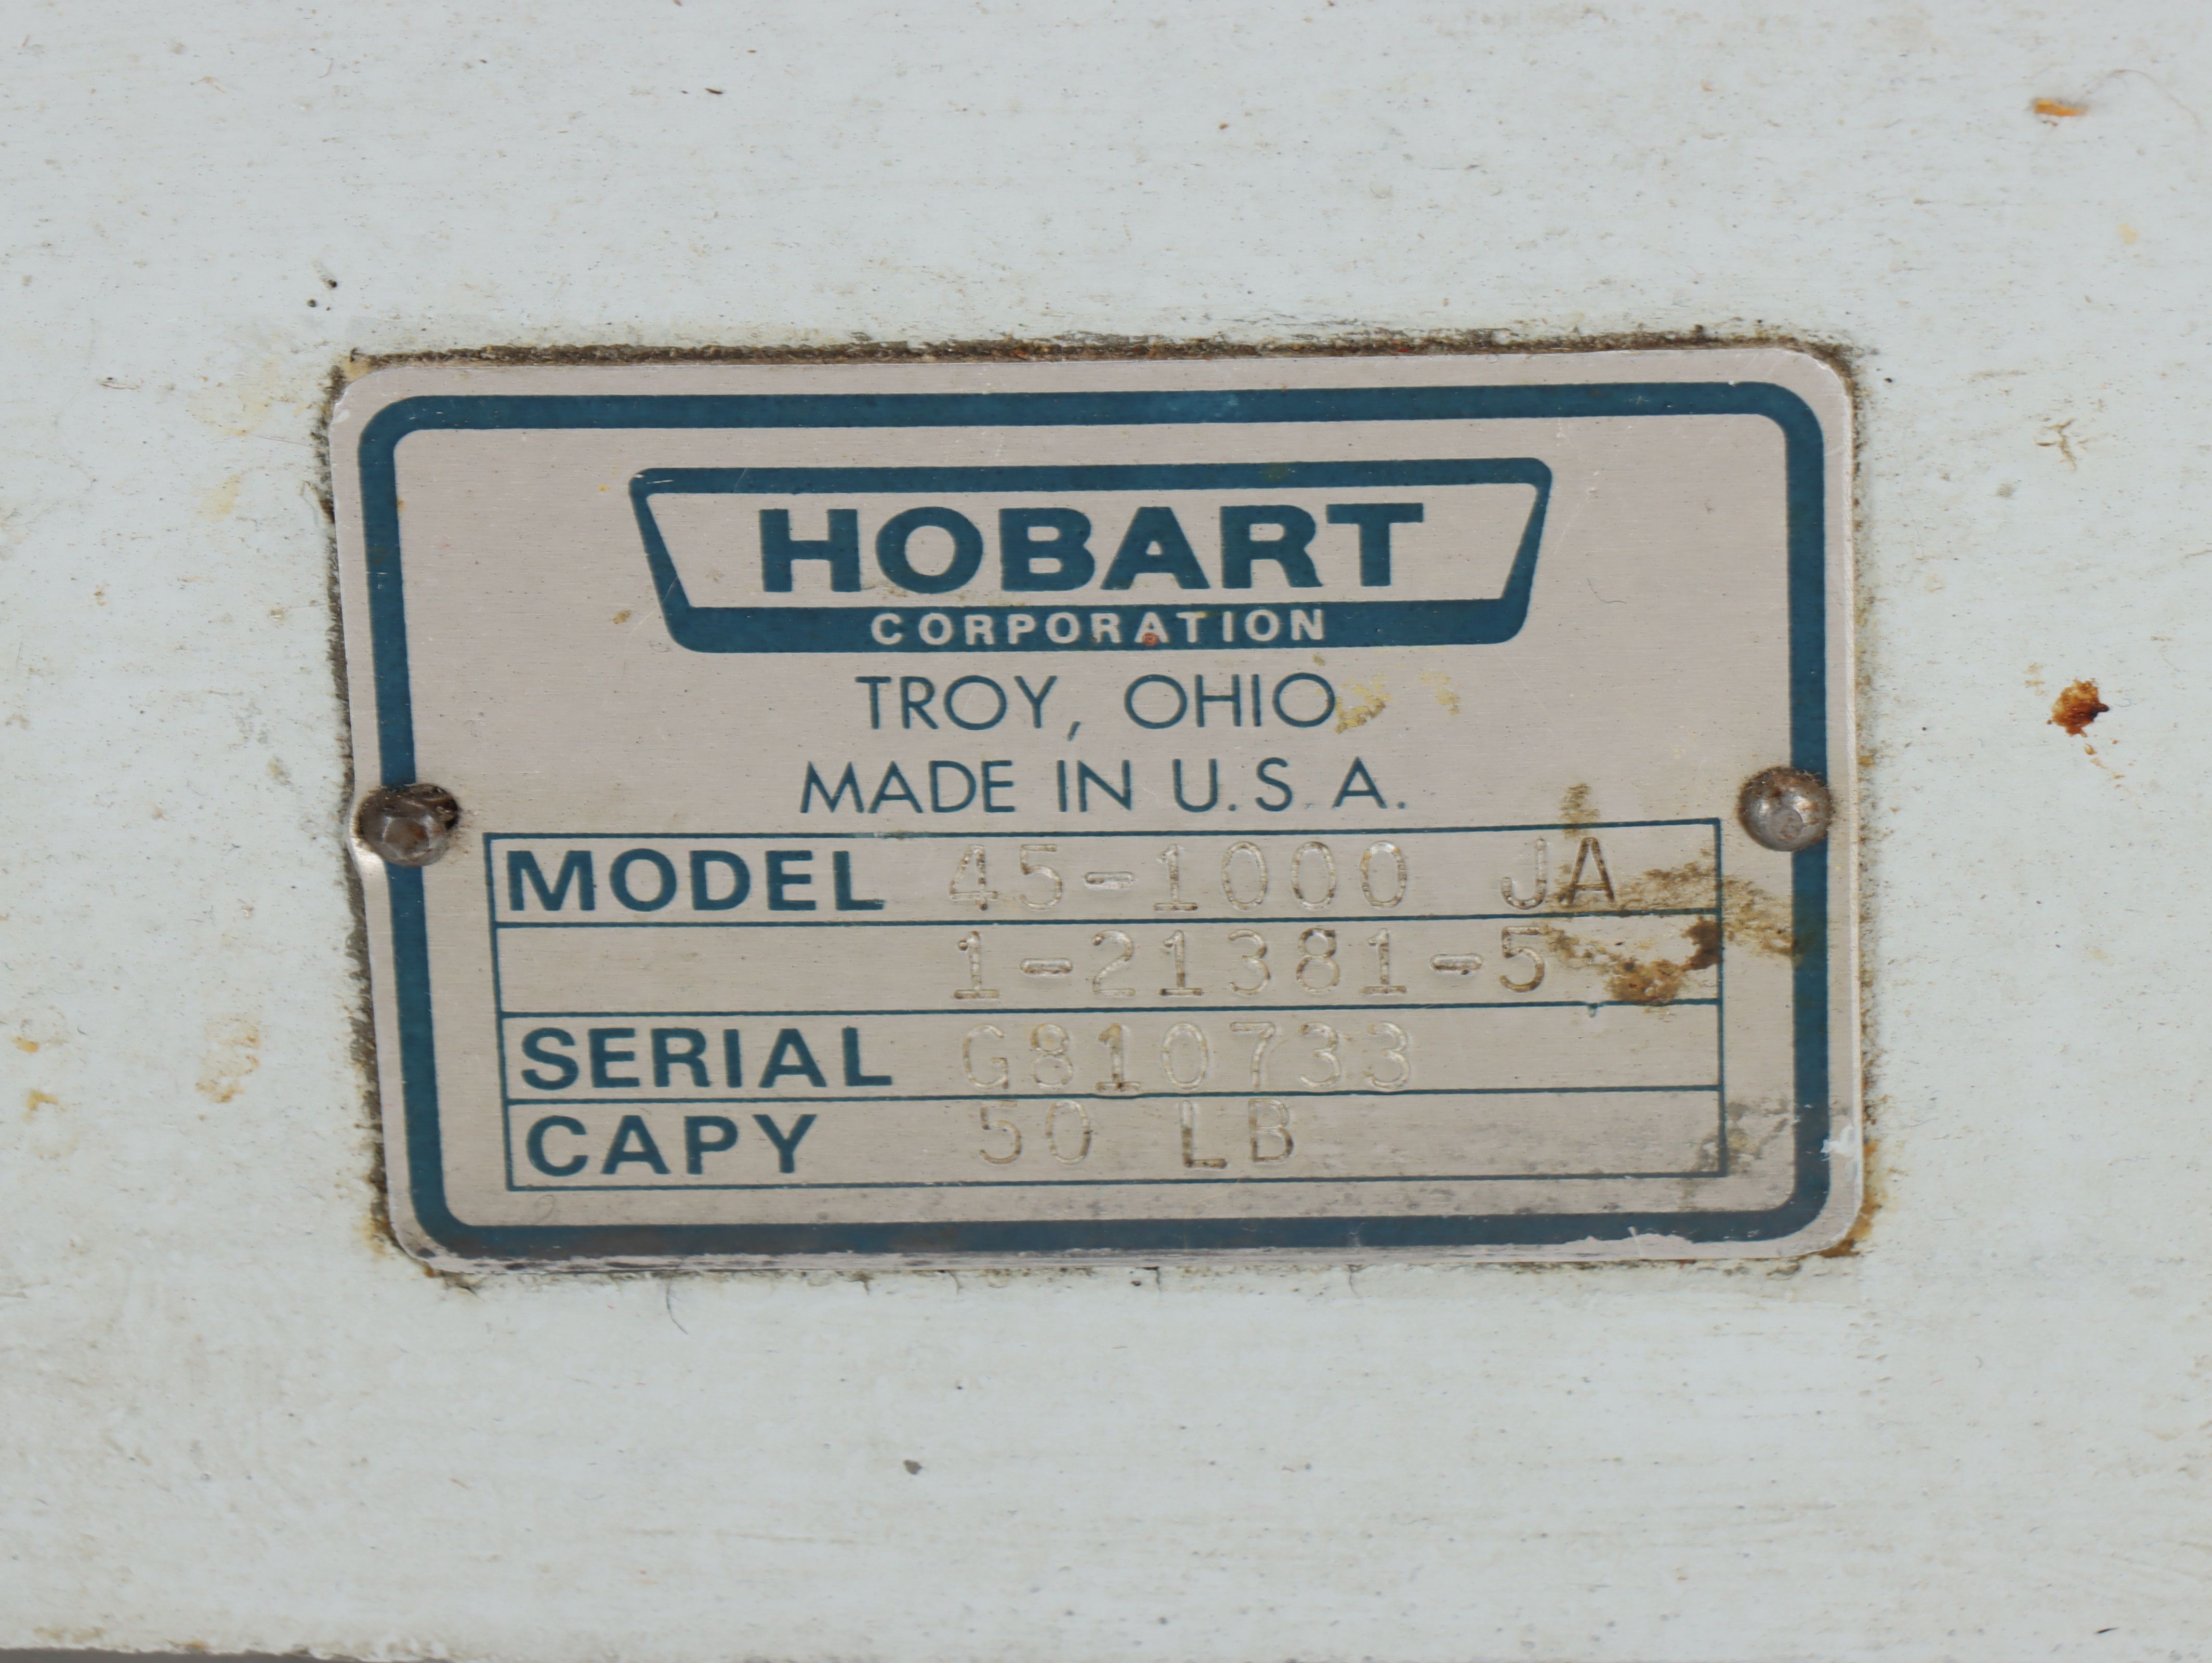 HOBART
CORPORATION
TROY, OHIO
MADE IN U.S.A.
MODEL 45-1000 JA
1-21381-5
SERIAL G810733
CAPY 50 LB